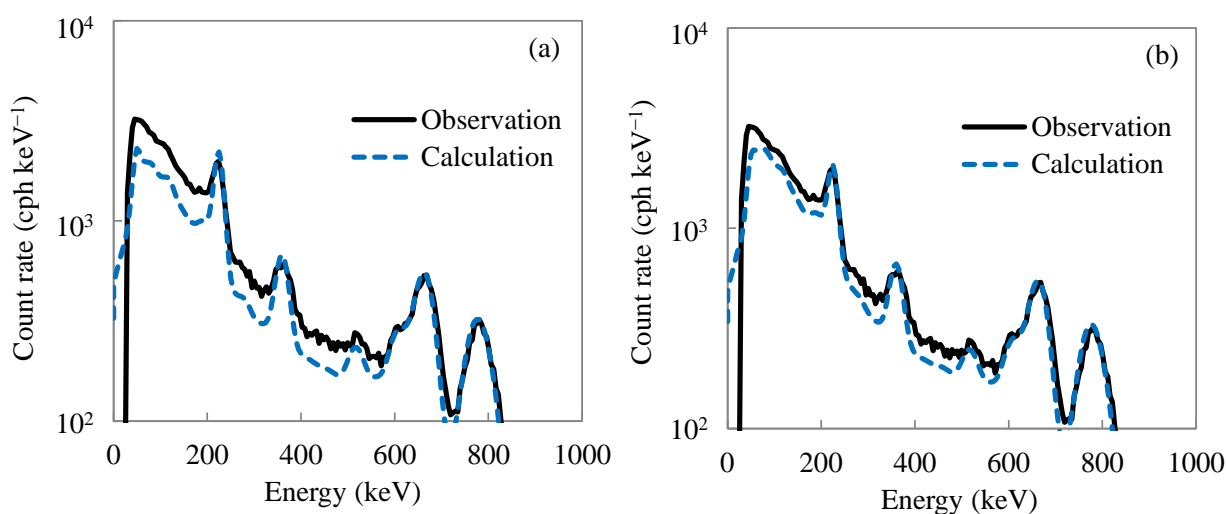 (a)
10⁴
10³
10²
Count rate (cph keV⁻¹)
Observation
Calculation
0 200 400 600 800 1000
Energy (keV)
(b)
10⁴
10³
10²
Count rate (cph keV⁻¹)
Observation
Calculation
0 200 400 600 800 1000
Energy (keV)